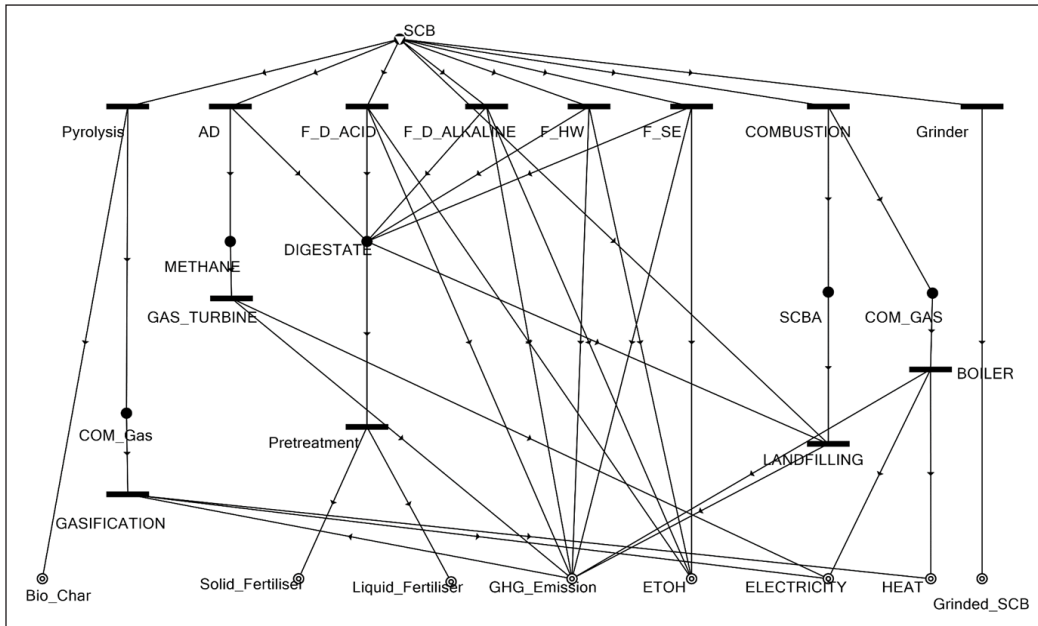 SCB
Pyrolysis
AD
F_D_ACID
F_D_ALKALINE
F_HW
F_SE
COMBUSTION
Grinder
DIGESTATE
METHANE
GAS_TURBINE
SCBA
COM_GAS
BOILER
COM_Gas
Pretreatment
LANDFILLING
GASIFICATION
Bio_Char
Solid_Fertiliser
Liquid_Fertiliser
GHG_Emission
ETOH
ELECTRICITY
HEAT
Grinded_SCB